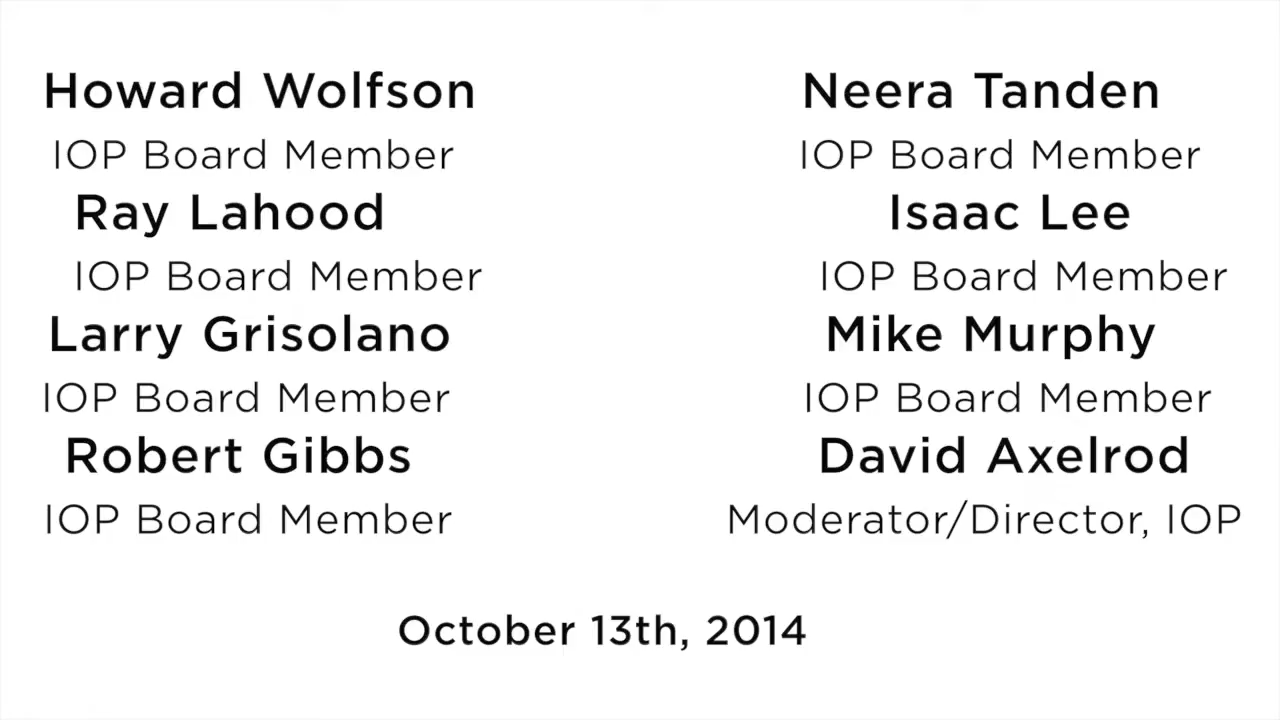 Howard Wolfson
IOP Board Member
Ray Lahood
IOP Board Member
Larry Grisolano
IOP Board Member
Robert Gibbs
IOP Board Member
Neera Tanden
IOP Board Member
Isaac Lee
IOP Board Member
Mike Murphy
IOP Board Member
David Axelrod
Moderator/Director, IOP
October 13th, 2014